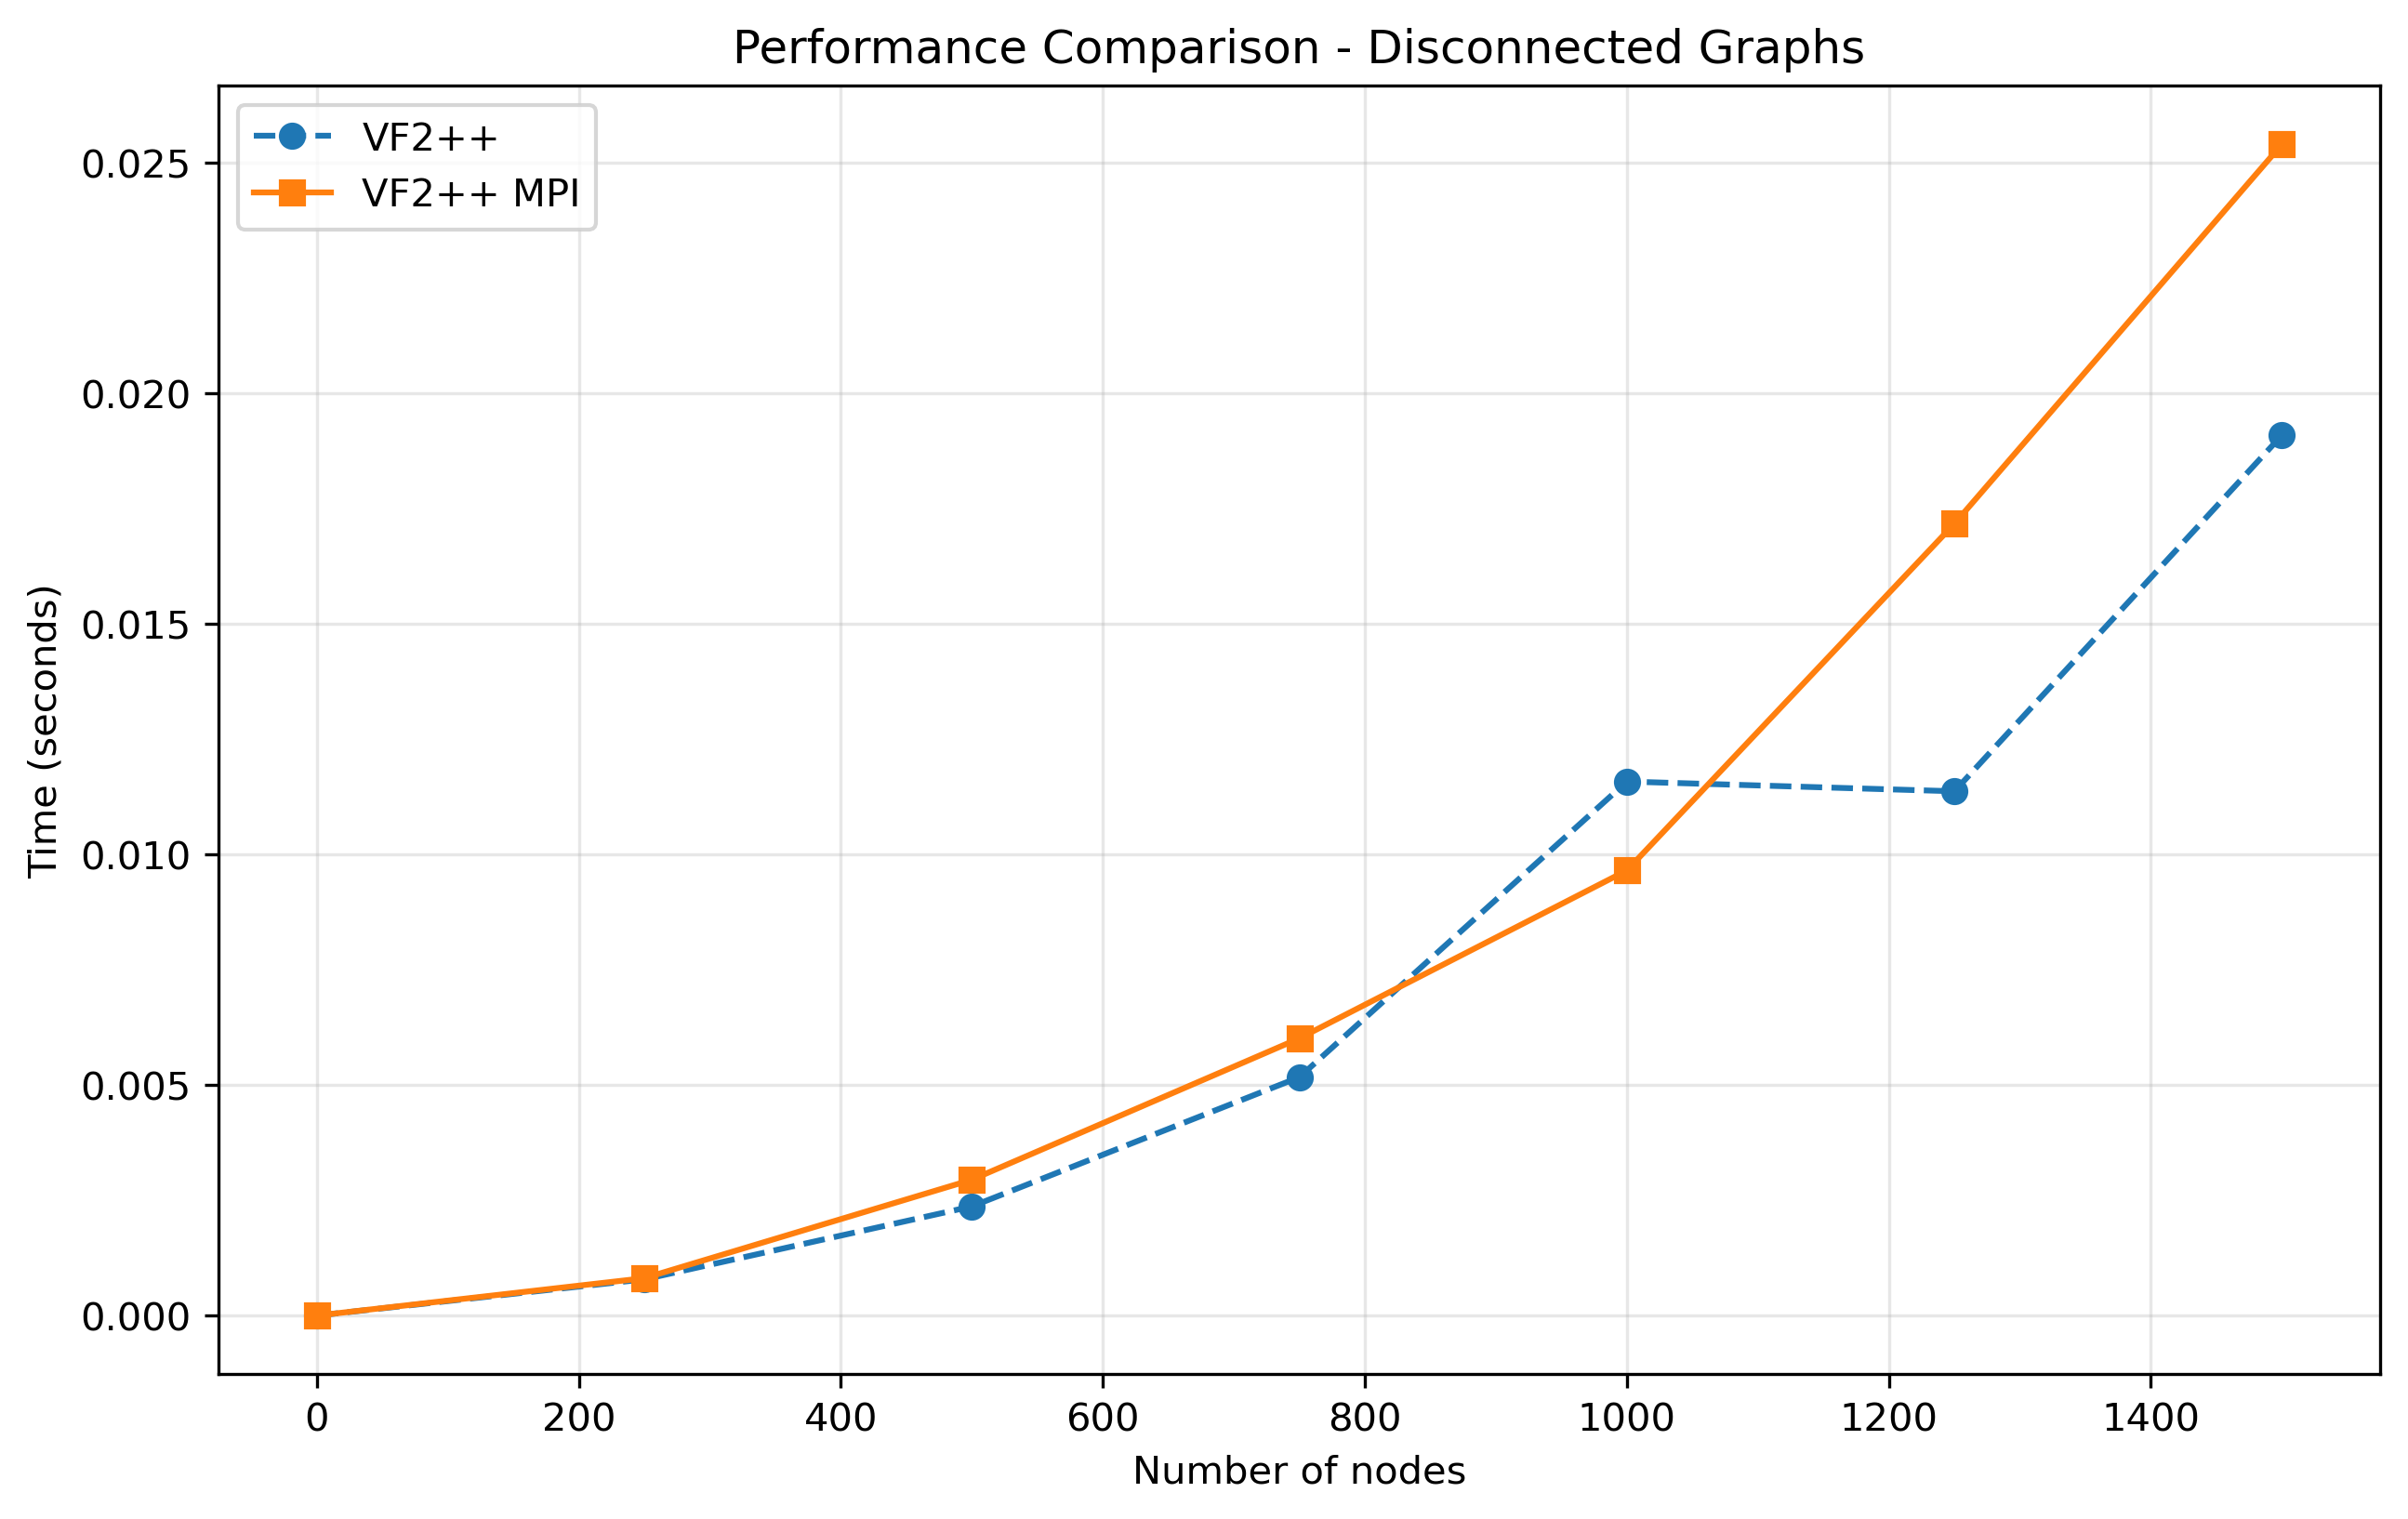 Performance Comparison - Disconnected Graphs
VF2++
VF2++ MPI
0.025
0.020
0.015
0.010
0.005
0.000
Time (seconds)
0 200 400 600 800 1000 1200 1400
Number of nodes